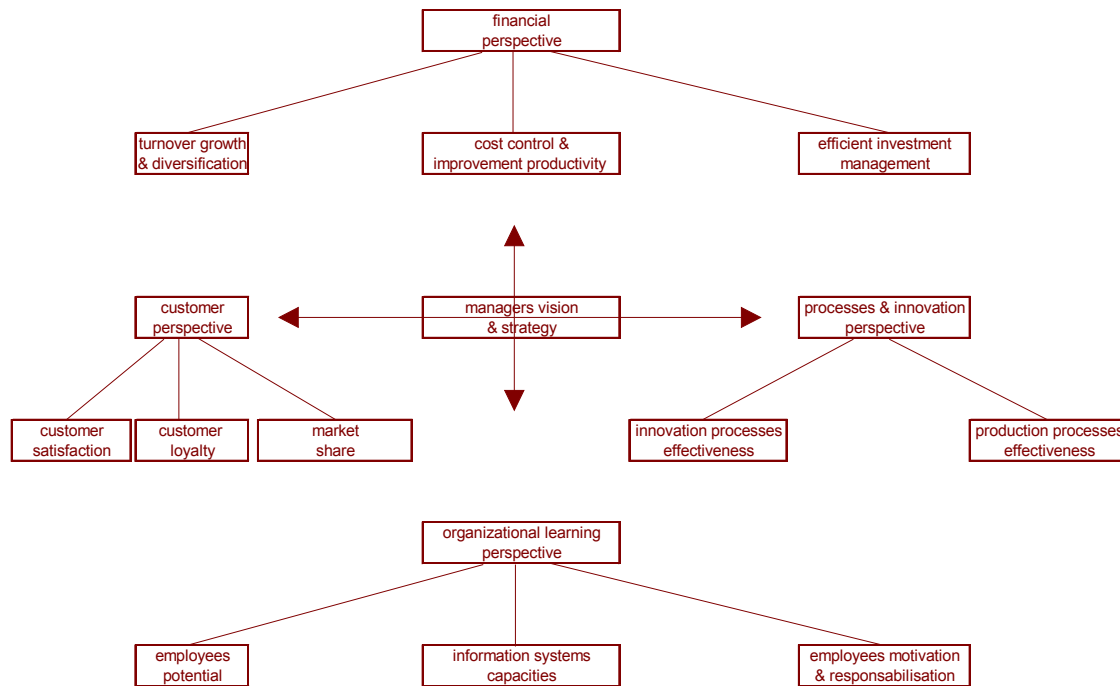 financial
perspective
turnover growth
& diversification
cost control &
improvement productivity
efficient investment
management
customer
perspective
managers vision
& strategy
processes & innovation
perspective
customer
satisfaction
customer
loyalty
market
share
innovation processes
effectiveness
production processes
effectiveness
organizational learning
perspective
employees
potential
information systems
capacities
employees motivation
& responsabilisation